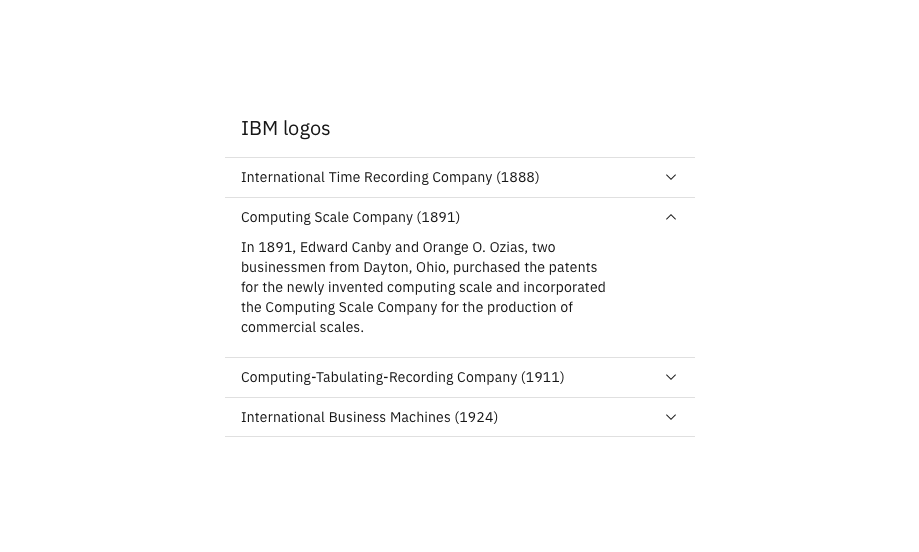 IBM logos
International Time Recording Company (1888)
Computing Scale Company (1891)
In 1891, Edward Canby and Orange O. Ozias, two
businessmen from Dayton, Ohio, purchased the patents
for the newly invented computing scale and incorporated
the Computing Scale Company for the production of
commercial scales.
Computing-Tabulating-Recording Company (1911)
International Business Machines (1924)